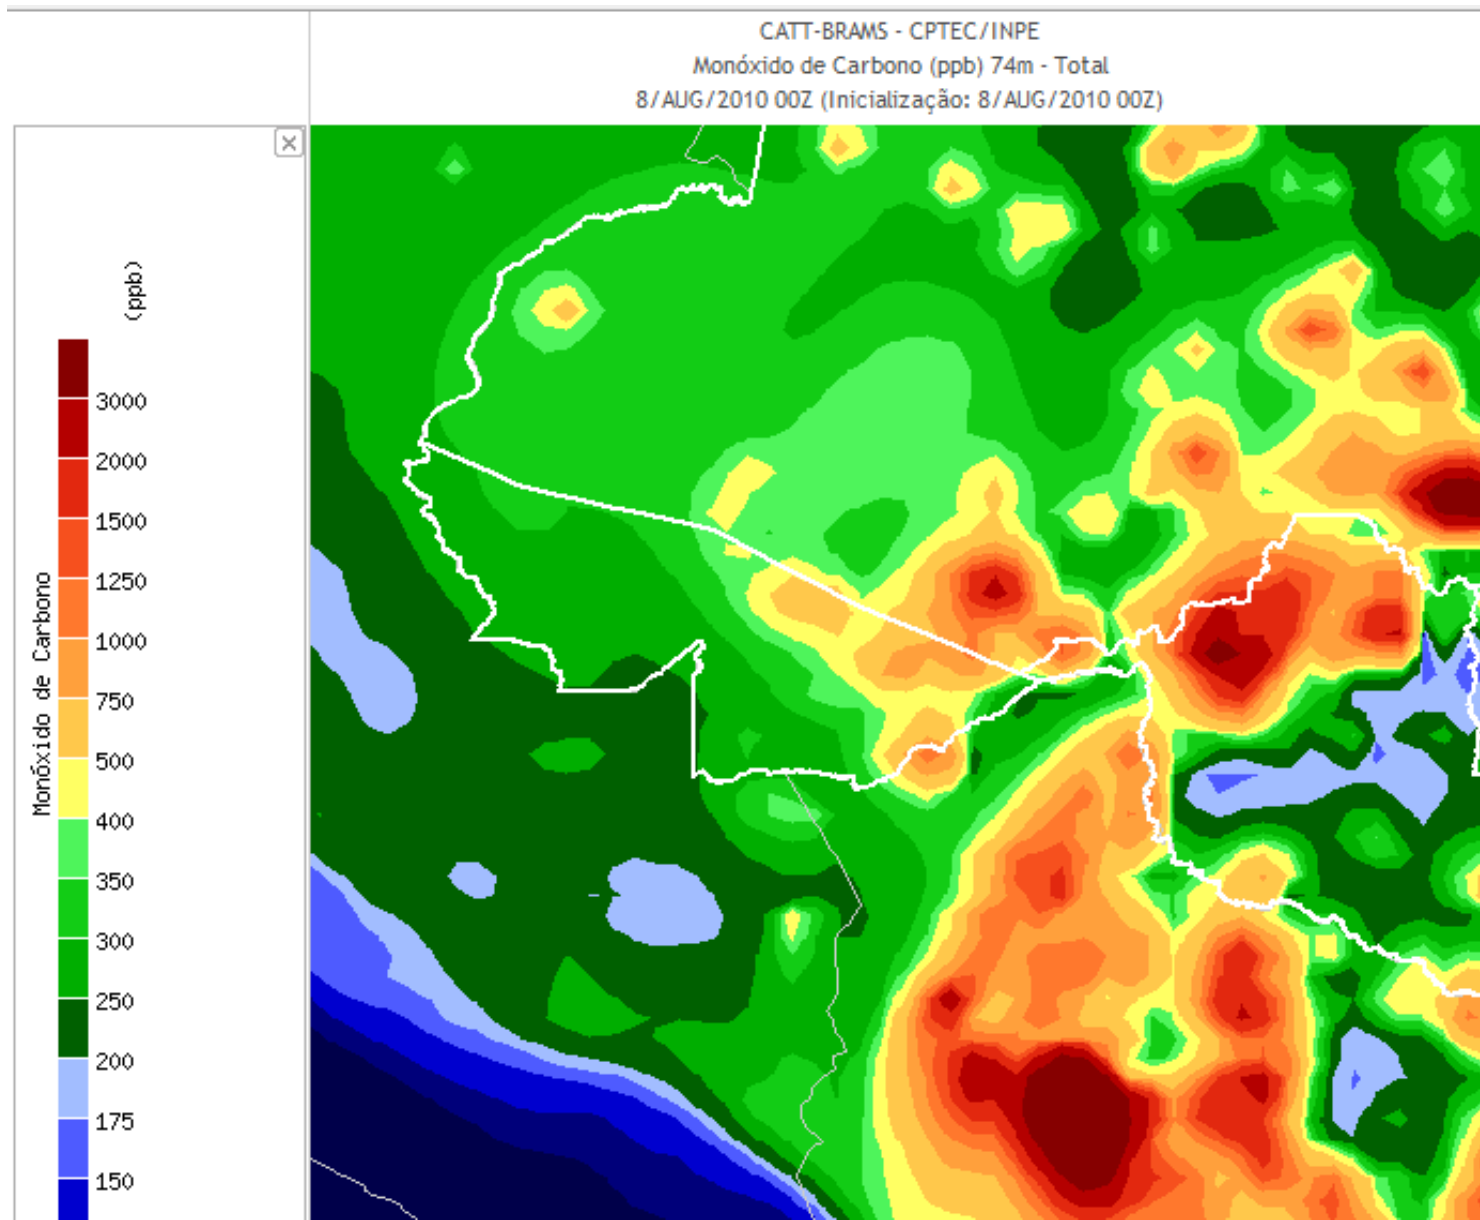 CATT-BRAMS - CPTEC/INPE
Monóxido de Carbono (ppb) 74m - Total
8/AUG/2010 00Z (Inicialização: 8/AUG/2010 00Z)
(ppb)
Monóxido de Carbono
3000
2000
1500
1250
1000
750
500
400
350
300
250
200
175
150